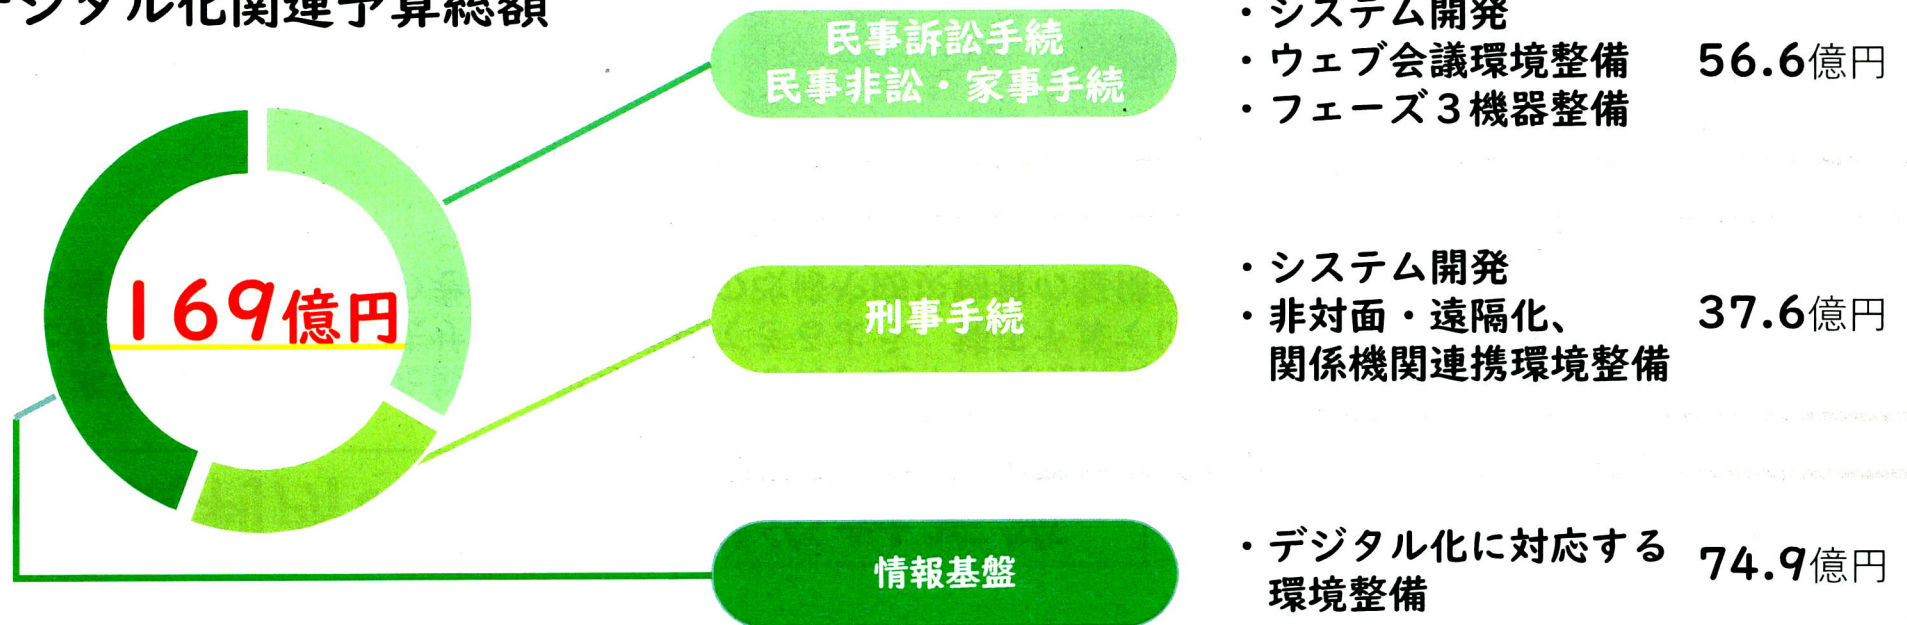 デジタル化関連予算総額
169億円
民事訴訟手続
民事非訟・家事手続
・システム開発
・ウェブ会議環境整備
・フェーズ3機器整備
56.6億円
刑事手続
・システム開発
・非対面・遠隔化、
関係機関連携環境整備
37.6億円
情報基盤
・デジタル化に対応する
環境整備
74.9億円